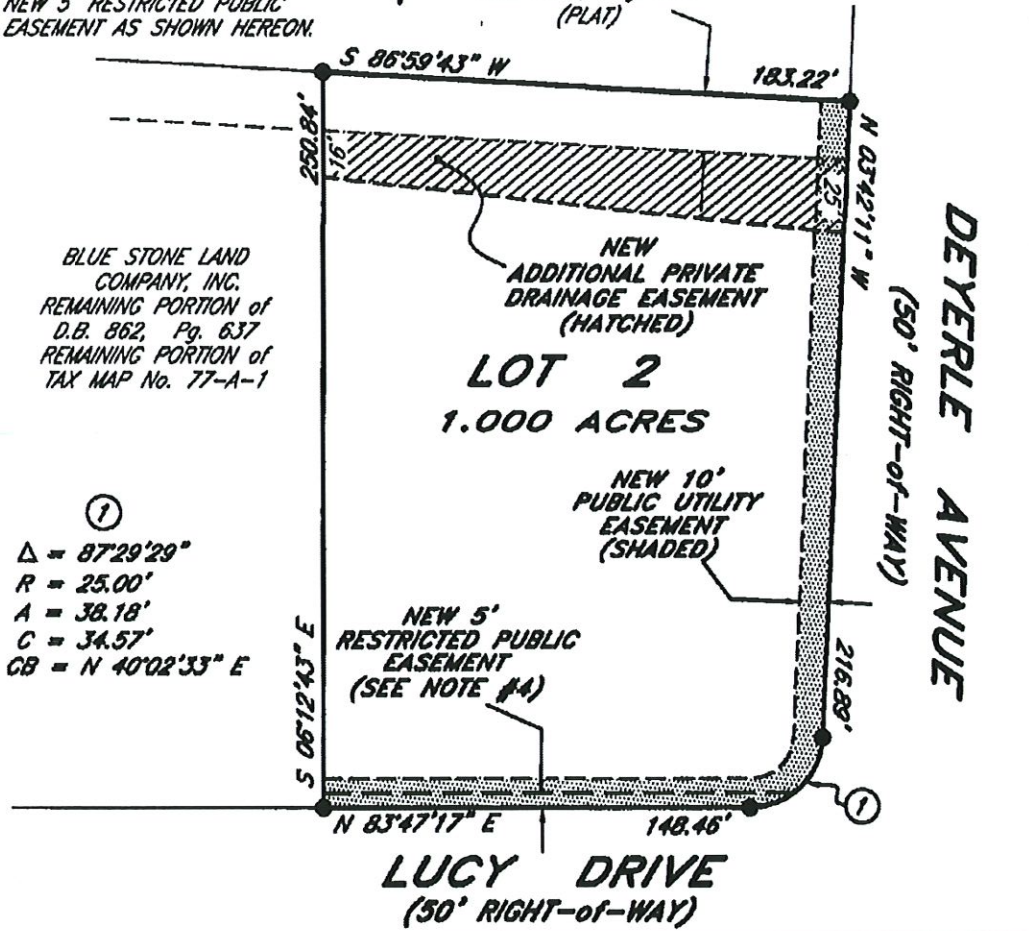 NEW 5' RESTRICTED PUBLIC
EASEMENT AS SHOWN HEREON.
(PLAT)
S 86°59'43" W
183.22'
250.84'
16'
25'
N 03°42'11" W
DEYERLE AVENUE
(50' RIGHT-of-WAY)
BLUE STONE LAND
COMPANY, INC.
REMAINING PORTION of
D.B. 862, Pg. 637
REMAINING PORTION of
TAX MAP No. 77-A-1
NEW
ADDITIONAL PRIVATE
DRAINAGE EASEMENT
(HATCHED)
LOT 2
1.000 ACRES
NEW 10'
PUBLIC UTILITY
EASEMENT
(SHADED)
1
Δ = 87°29'29"
R = 25.00'
A = 38.18'
C = 34.57'
CB = N 40°02'33" E
S 06°12'43" E
NEW 5'
RESTRICTED PUBLIC
EASEMENT
(SEE NOTE #4)
216.89'
1
N 83°47'17" E
148.46'
LUCY DRIVE
(50' RIGHT-of-WAY)